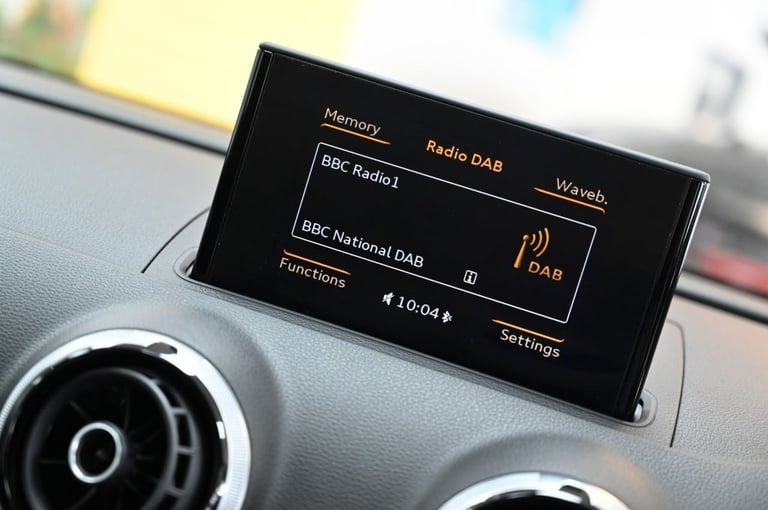 Memory
Radio DAB
Waveb.
BBC Radio1
DAB
BBC National DAB
Functions
10:04
Settings